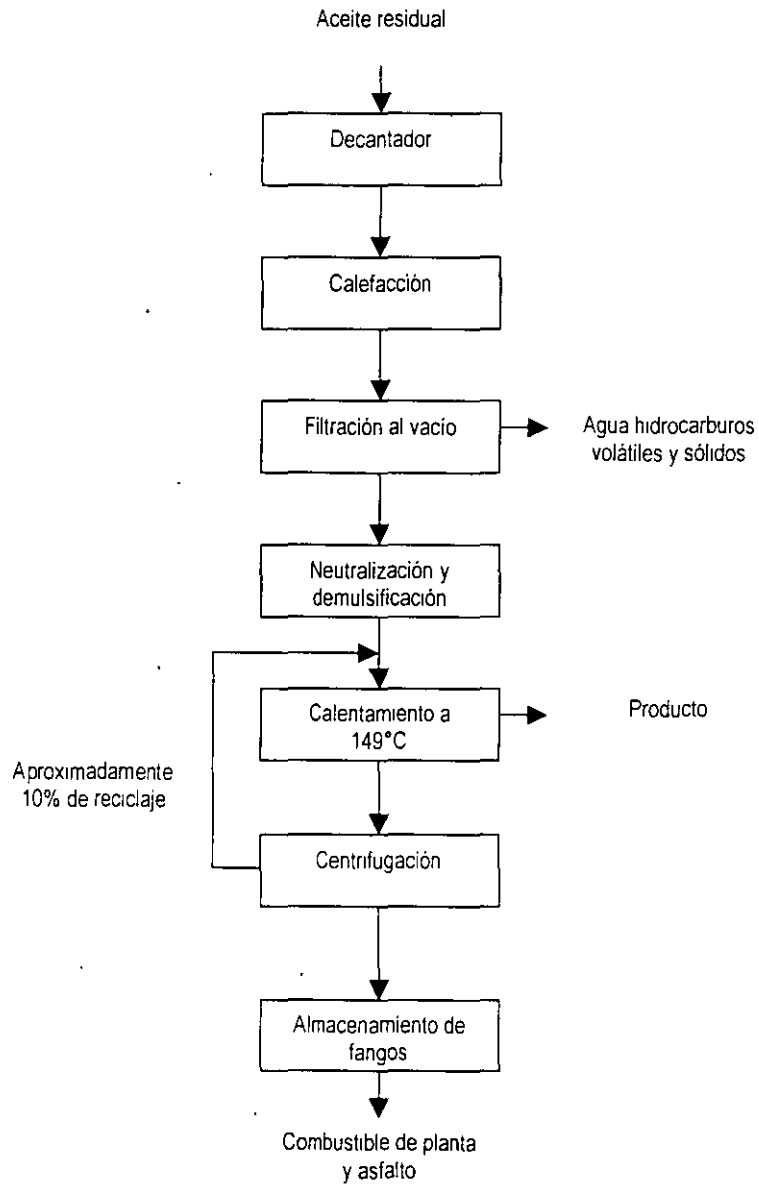 Aceite residual
Decantador
Calefacción
Filtración al vacío
Agua hidrocarburos
volátiles y sólidos
Neutralización y
demulsificación
Calentamiento a
149°C
Producto
Aproximadamente
10% de reciclaje
Centrifugación
Almacenamiento de
fangos
Combustible de planta
y asfalto